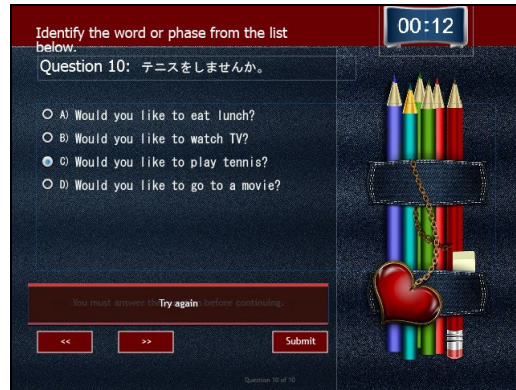 Identify the word or phase from the list
below.
00:12
Question 10: テニスをしませんか。
A) Would you like to eat lunch?
B) Would you like to watch TV?
C) Would you like to play tennis?
D) Would you like to go to a movie?
You must answer the Try again before continuing.
<< >> Submit
Question 10 of 10